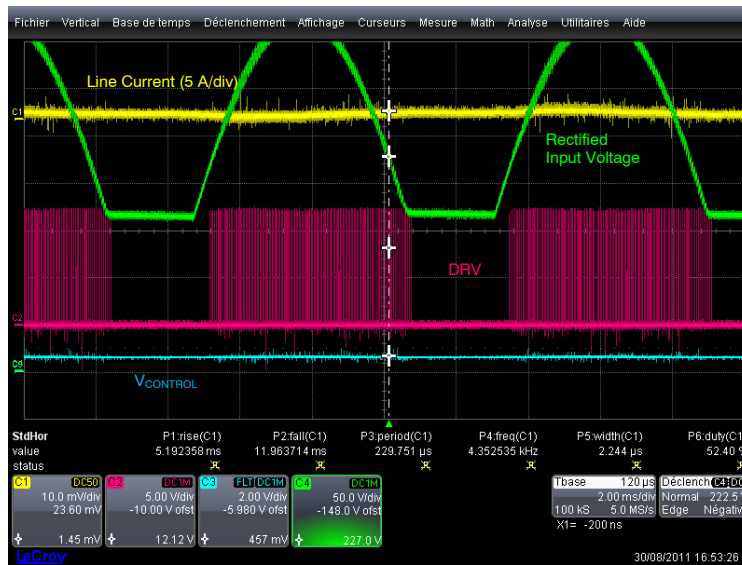 Fichier Vertical Base de temps Déclenchement Affichage Curseurs Mesure Math Analyse Utilitaires Aide
Line Current (5 A/div)
C1
Rectified
Input Voltage
DRV
C2
VCONTROL
StdHor P1:rise(C1) P2:fall(C1) P3:period(C1) P4:freq(C1) P5:width(C1) P6:duty(C1)
value 5.192358 ms 11.963714 ms 229.751 µs 4.352535 kHz 2.244 µs 52.40 %
status
C1 DC50 C2 DC1M C3 FLT DC1M C4 DC1M
10.0 mV/div 5.00 V/div 2.00 V/div 50.0 V/div
23.60 mV -10.00 V ofst -5.980 V ofst -148.0 V ofst
1.45 mV 12.12 V 457 mV 227.0 V
Tbase 120 µs Déclench C4 DC
2.00 ms/div Normal 222.5 V
100 kS 5.0 MS/s Edge Négativ
X1= -200 ns
LeCroy
30/08/2011 16:53:26